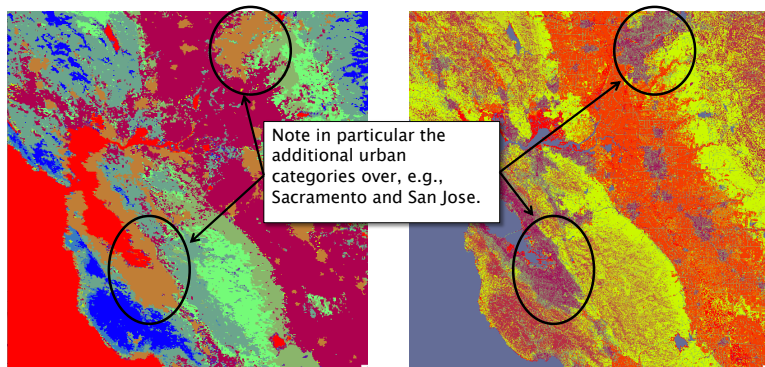 Note in particular the
additional urban
categories over, e.g.,
Sacramento and San Jose.